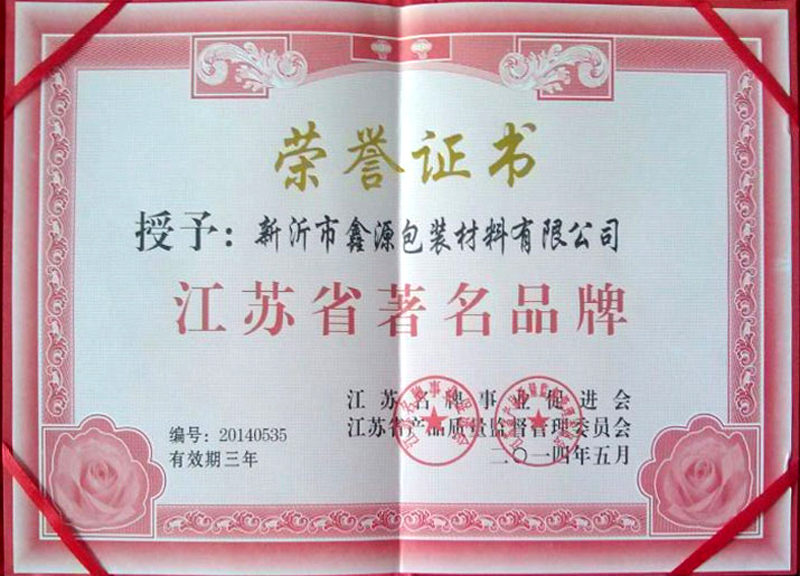 荣誉证书
授予：新沂市鑫源包装材料有限公司
江苏省著名品牌
江苏名牌事业促进会
江苏省产品质量监督管理委员会
二〇一四年五月
编号：20140535
有效期三年